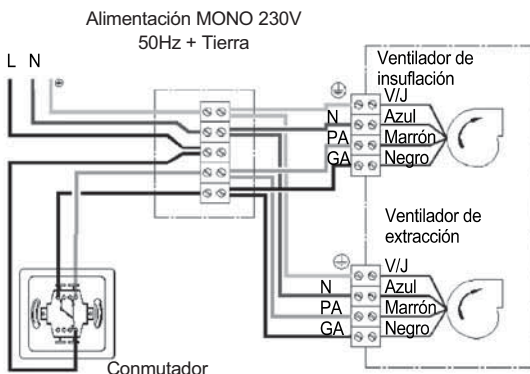 Alimentación MONO 230V
50Hz + Tierra
L N
Ventilador de
insuflación
V/J
N Azul
PA Marrón
GA Negro
Ventilador de
extracción
V/J
N Azul
PA Marrón
GA Negro
Conmutador